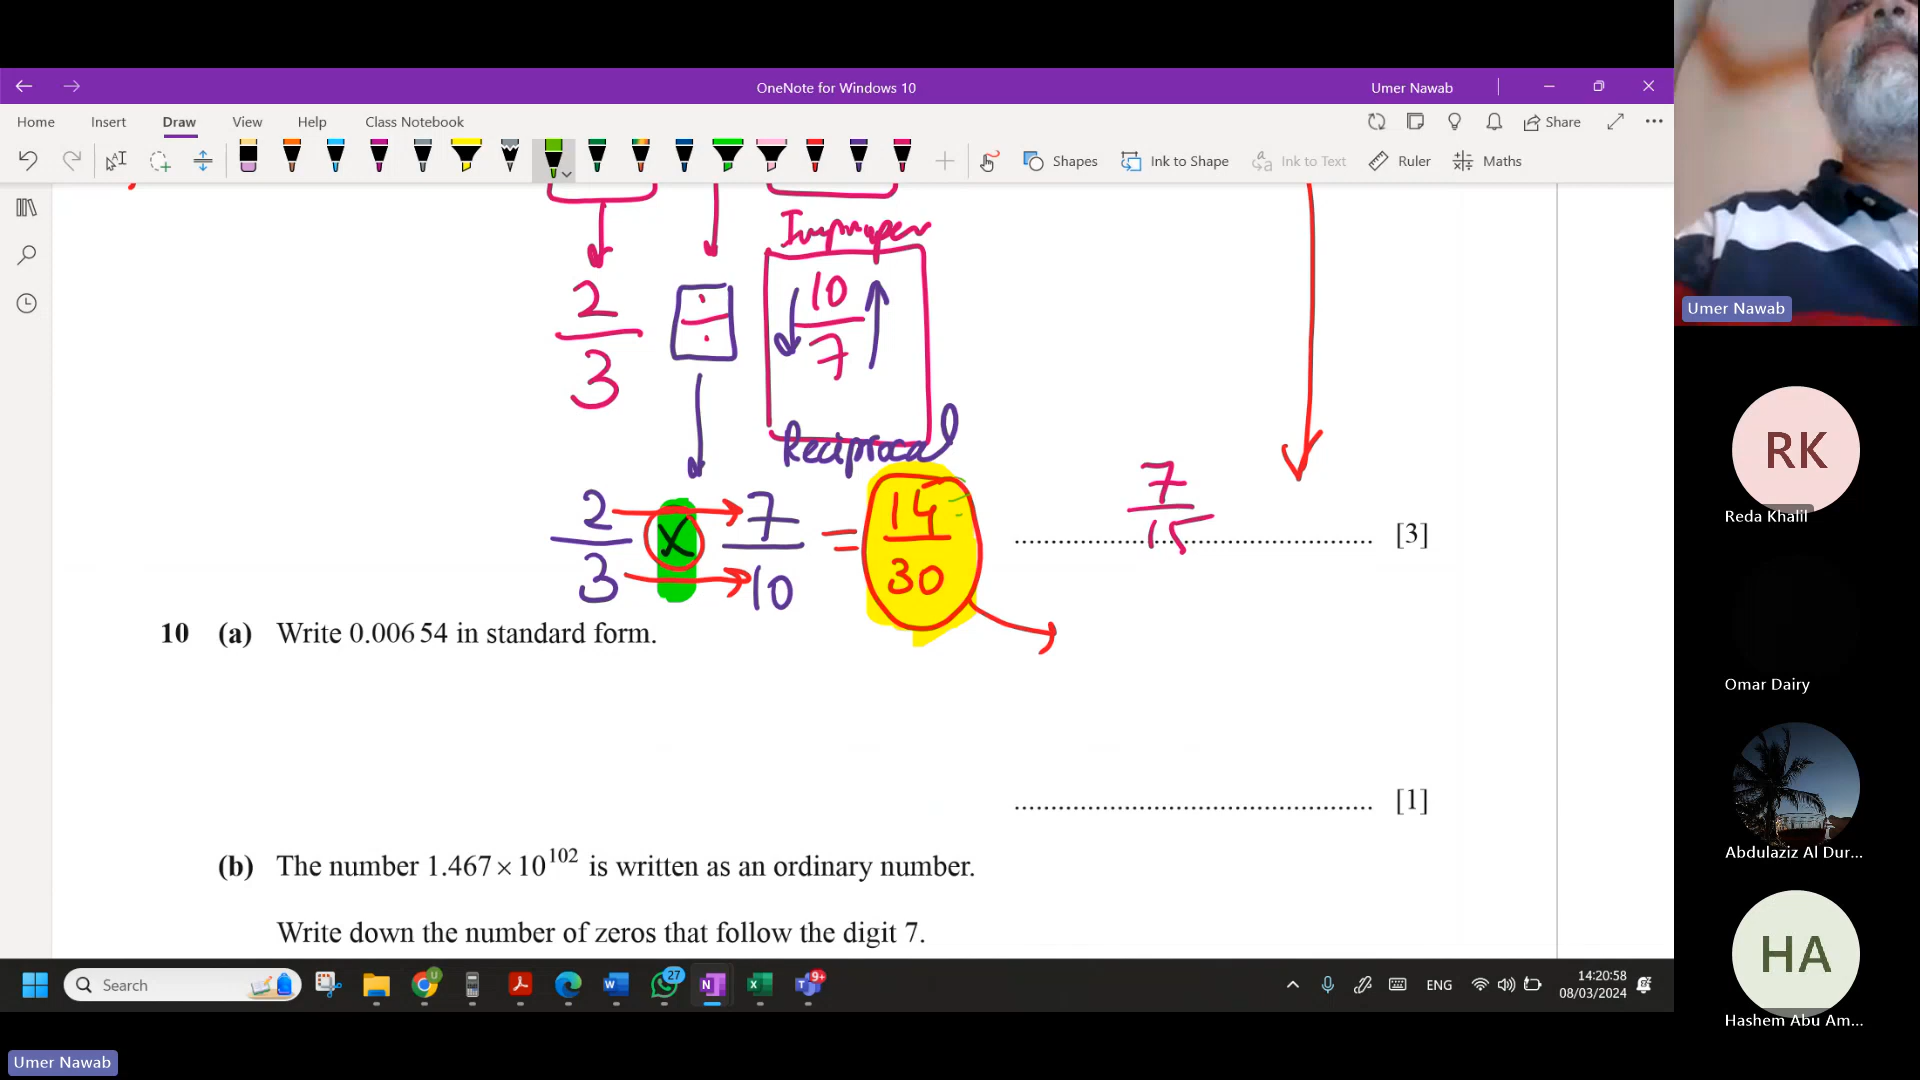 OneNote for Windows 10
Umer Nawab
Home Insert Draw View Help Class Notebook
Share
Shapes Ink to Shape Ink to Text Ruler Maths
Improper
2 ÷ 10
3 7
Reciprocal
2 × 7 = 14
3 10 30
7
15
[3]
10 (a) Write 0.006 54 in standard form.
[1]
(b) The number 1.467 × 10^102 is written as an ordinary number.
Write down the number of zeros that follow the digit 7.
Umer Nawab
RK
Reda Khalil
Omar Dairy
Abdulaziz Al Dur...
HA
Hashem Abu Am...
Search
U
27
9+
ENG
14:20:58
08/03/2024
Umer Nawab